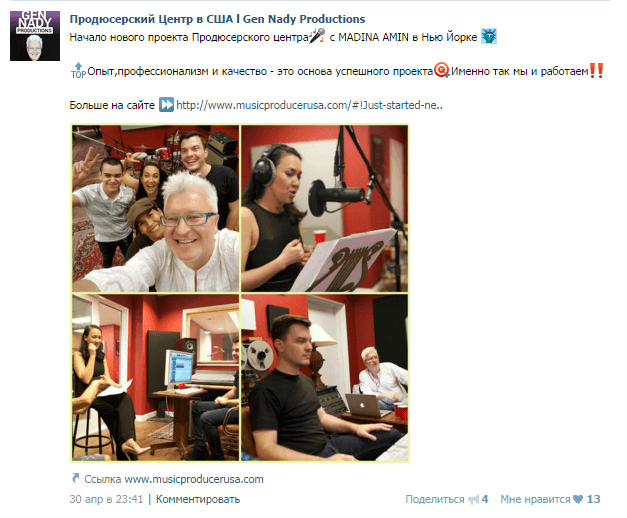 GEN
NADY
PRODUCTIONS
Продюсерский Центр в США l Gen Nady Productions
Начало нового проекта Продюсерского центра с MADINA AMIN в Нью Йорке
TOP Опыт,профессионализм и качество - это основа успешного проекта Именно так мы и работаем
Больше на сайте http://www.musicproducerusa.com/#!Just-started-ne..
Ссылка www.musicproducerusa.com
30 апр в 23:41 | Комментировать Поделиться 4 Мне нравится 13